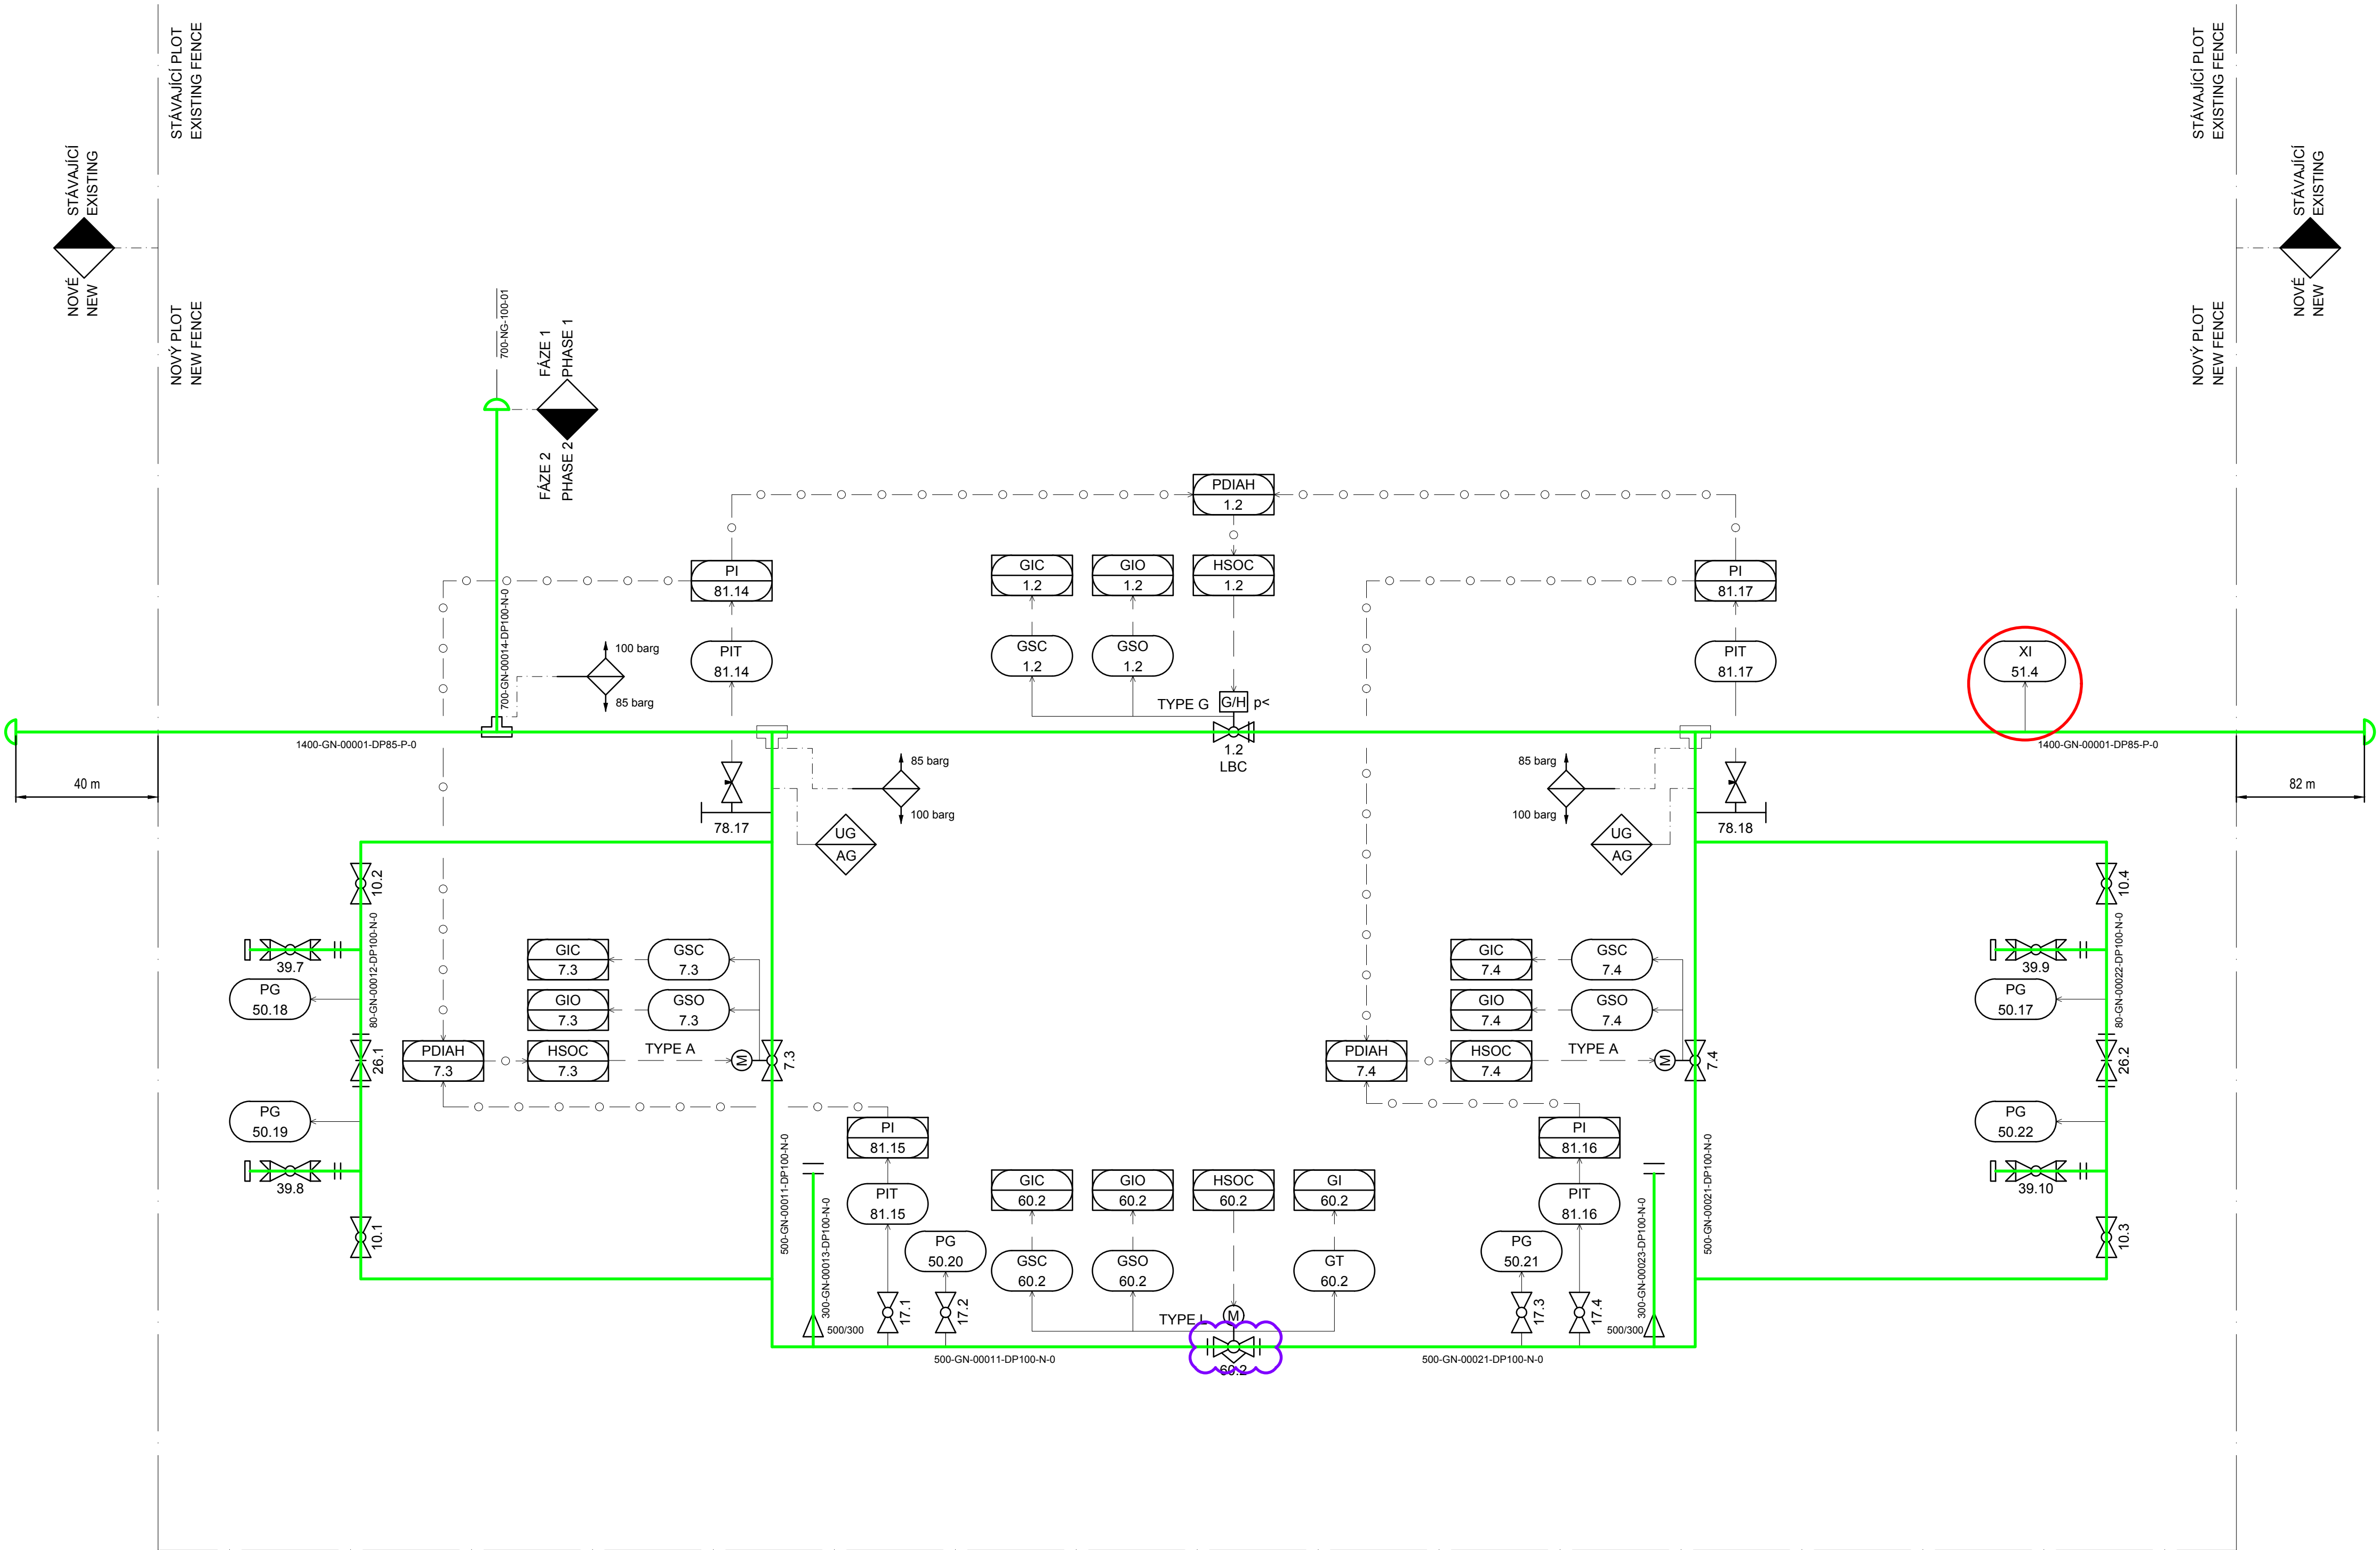 STÁVAJÍCÍ PLOT
EXISTING FENCE
STÁVAJÍCÍ PLOT
EXISTING FENCE
STÁVAJÍCÍ
EXISTING
NOVÉ
NEW
STÁVAJÍCÍ
EXISTING
NOVÉ
NEW
NOVÝ PLOT
NEW FENCE
NOVÝ PLOT
NEW FENCE
700-NG-1000-01
FÁZE 1
PHASE 1
FÁZE 2
PHASE 2
PDIAH
1.2
PI
81.14
GIC
1.2
GIO
1.2
HSOC
1.2
PI
81.17
700-GN-00014-DP100-N-0
100 barg
85 barg
PIT
81.14
GSC
1.2
GSO
1.2
PIT
81.17
XI
51.4
TYPE G
G/H
p<
1400-GN-00001-DP85-P-0
1.2
LBC
1400-GN-00001-DP85-P-0
40 m
82 m
85 barg
100 barg
85 barg
100 barg
78.17
78.18
UG
AG
UG
AG
10.2
10.4
80-GN-00012-DP100-N-0
80-GN-00022-DP100-N-0
39.7
39.9
PG
50.18
PG
50.17
GIC
7.3
GSC
7.3
GIC
7.4
GSC
7.4
GIO
7.3
GSO
7.3
GIO
7.4
GSO
7.4
26.1
PDIAH
7.3
HSOC
7.3
TYPE A
M
7.3
PDIAH
7.4
HSOC
7.4
TYPE A
M
7.4
26.2
PG
50.19
PG
50.22
39.8
39.10
10.1
10.3
PI
81.15
PI
81.16
500-GN-00011-DP100-N-0
500-GN-00021-DP100-N-0
300-GN-00013-DP100-N-0
300-GN-00023-DP100-N-0
PIT
81.15
PIT
81.16
GIC
60.2
GIO
60.2
HSOC
60.2
GI
60.2
PG
50.20
PG
50.21
GSC
60.2
GSO
60.2
GT
60.2
500/300
17.1
17.2
17.3
17.4
500/300
TYPE L
M
60.2
500-GN-00011-DP100-N-0
500-GN-00021-DP100-N-0